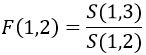 F(1,2) = S(1,3) / S(1,2)